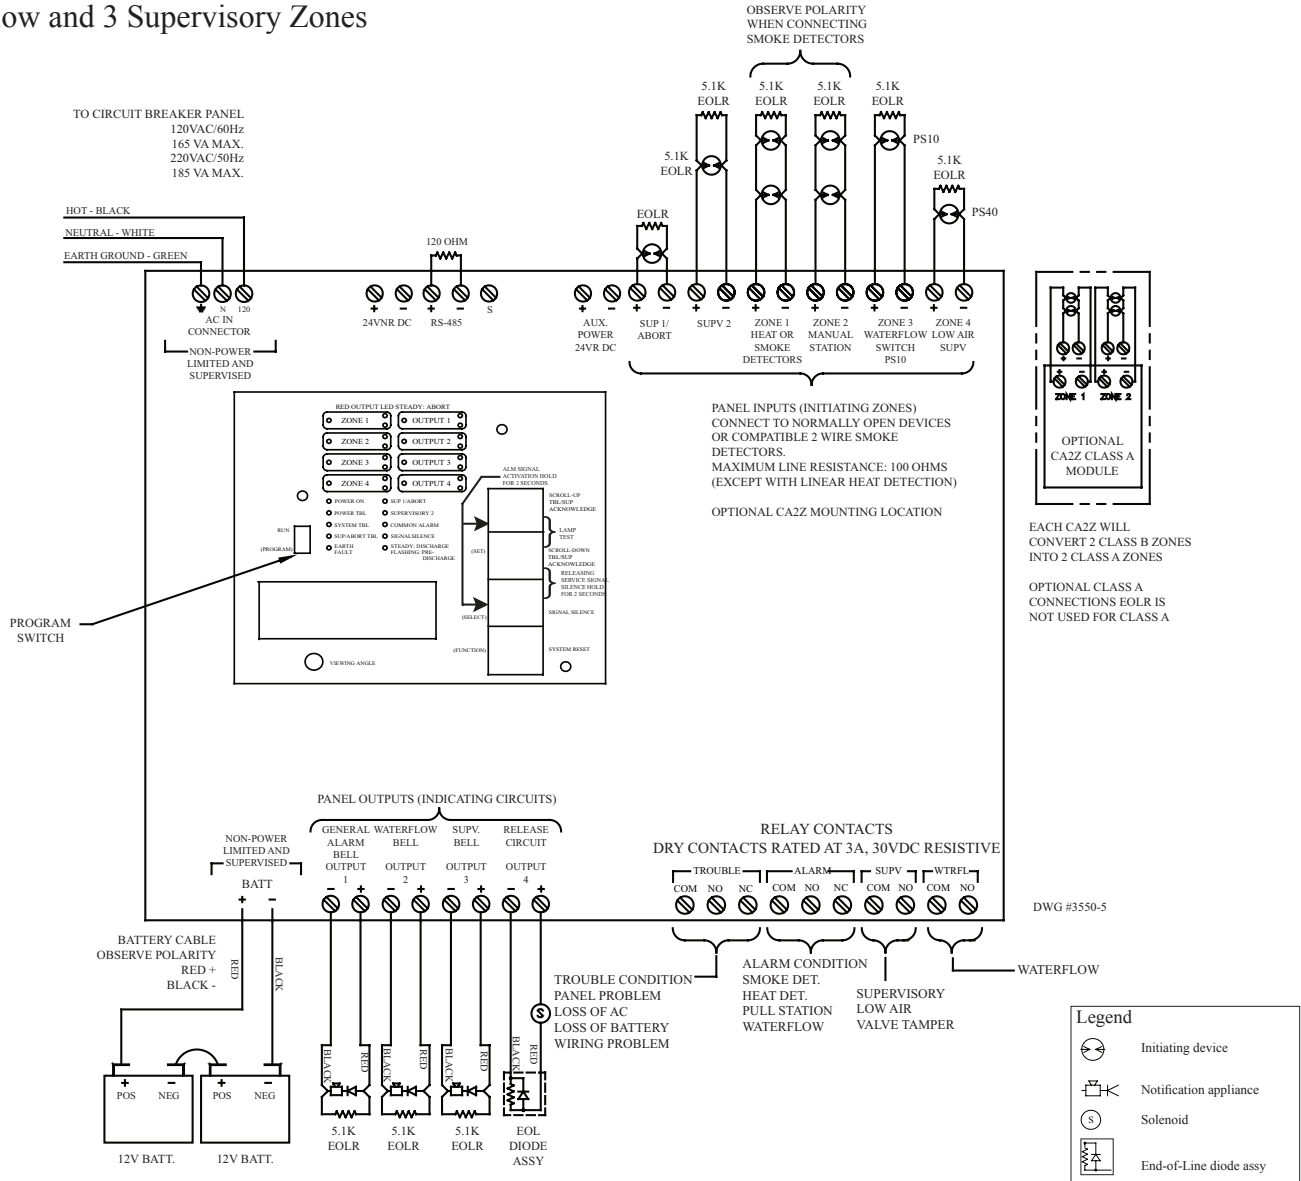 ow and 3 Supervisory Zones
OBSERVE POLARITY
WHEN CONNECTING
SMOKE DETECTORS
TO CIRCUIT BREAKER PANEL
120VAC/60Hz
165 VA MAX.
220VAC/50Hz
185 VA MAX.
HOT - BLACK
NEUTRAL - WHITE
EARTH GROUND - GREEN
120 OHM
EOLR
5.1K
EOLR
5.1K
EOLR
5.1K
EOLR
5.1K
EOLR
5.1K
EOLR
PS10
5.1K
EOLR
PS40
N 120
AC IN
CONNECTOR
NON-POWER
LIMITED AND
SUPERVISED
+ -
24VNR DC
+ -
RS-485
S
+ -
AUX.
POWER
24VR DC
+ -
SUP 1/
ABORT
+ -
SUPV 2
+ -
ZONE 1
HEAT OR
SMOKE
DETECTORS
+ -
ZONE 2
MANUAL
STATION
+ -
ZONE 3
WATERFLOW
SWITCH
PS10
+ -
ZONE 4
LOW AIR
SUPV
PANEL INPUTS (INITIATING ZONES)
CONNECT TO NORMALLY OPEN DEVICES
OR COMPATIBLE 2 WIRE SMOKE
DETECTORS.
MAXIMUM LINE RESISTANCE: 100 OHMS
(EXCEPT WITH LINEAR HEAT DETECTION)
OPTIONAL CA2Z MOUNTING LOCATION
+ - + -
+ - + -
ZONE 1 ZONE 2
OPTIONAL
CA2Z CLASS A
MODULE
EACH CA2Z WILL
CONVERT 2 CLASS B ZONES
INTO 2 CLASS A ZONES
OPTIONAL CLASS A
CONNECTIONS EOLR IS
NOT USED FOR CLASS A
RED OUTPUT LED STEADY: ABORT
ZONE 1 OUTPUT 1
ZONE 2 OUTPUT 2
ZONE 3 OUTPUT 3
ZONE 4 OUTPUT 4
POWER ON SUP 1/ABORT
POWER TBL SUPERVISORY 2
SYSTEM TBL COMMON ALARM
SUP/ABORT TBL SIGNALSILENCE
EARTH
FAULT
STEADY: DISCHARGE
FLASHING: PRE-
DISCHARGE
RUN
(PROGRAM)
PROGRAM
SWITCH
VIEWING ANGLE
ALM SIGNAL
ACTIVATION HOLD
FOR 2 SECONDS
(SET)
(SELECT)
(FUNCTION)
SCROLL-UP
TBL/SUP
ACKNOWLEDGE
LAMP
TEST
SCROLL-DOWN
TBL/SUP
ACKNOWLEDGE
RELEASING
SERVICE SIGNAL
SILENCE HOLD
FOR 2 SECONDS
SIGNAL SILENCE
SYSTEM RESET
PANEL OUTPUTS (INDICATING CIRCUITS)
NON-POWER
LIMITED AND
SUPERVISED
BATT
+ -
GENERAL
ALARM
BELL
OUTPUT
1
- +
WATERFLOW
BELL
OUTPUT
2
- +
SUPV.
BELL
OUTPUT
3
- +
RELEASE
CIRCUIT
OUTPUT
4
- +
RELAY CONTACTS
DRY CONTACTS RATED AT 3A, 30VDC RESISTIVE
TROUBLE ALARM SUPV WTRFL
COM NO NC COM NO NC COM NO COM NO
DWG #3550-5
BATTERY CABLE
OBSERVE POLARITY
RED +
BLACK -
RED
BLACK
+ - + -
POS NEG POS NEG
12V BATT. 12V BATT.
BLACK RED BLACK RED BLACK RED BLACK RED
S
5.1K
EOLR
5.1K
EOLR
5.1K
EOLR
EOL
DIODE
ASSY
TROUBLE CONDITION
PANEL PROBLEM
LOSS OF AC
LOSS OF BATTERY
WIRING PROBLEM
ALARM CONDITION
SMOKE DET.
HEAT DET.
PULL STATION
WATERFLOW
SUPERVISORY
LOW AIR
VALVE TAMPER
WATERFLOW
Legend
Initiating device
Notification appliance
S Solenoid
End-of-Line diode assy